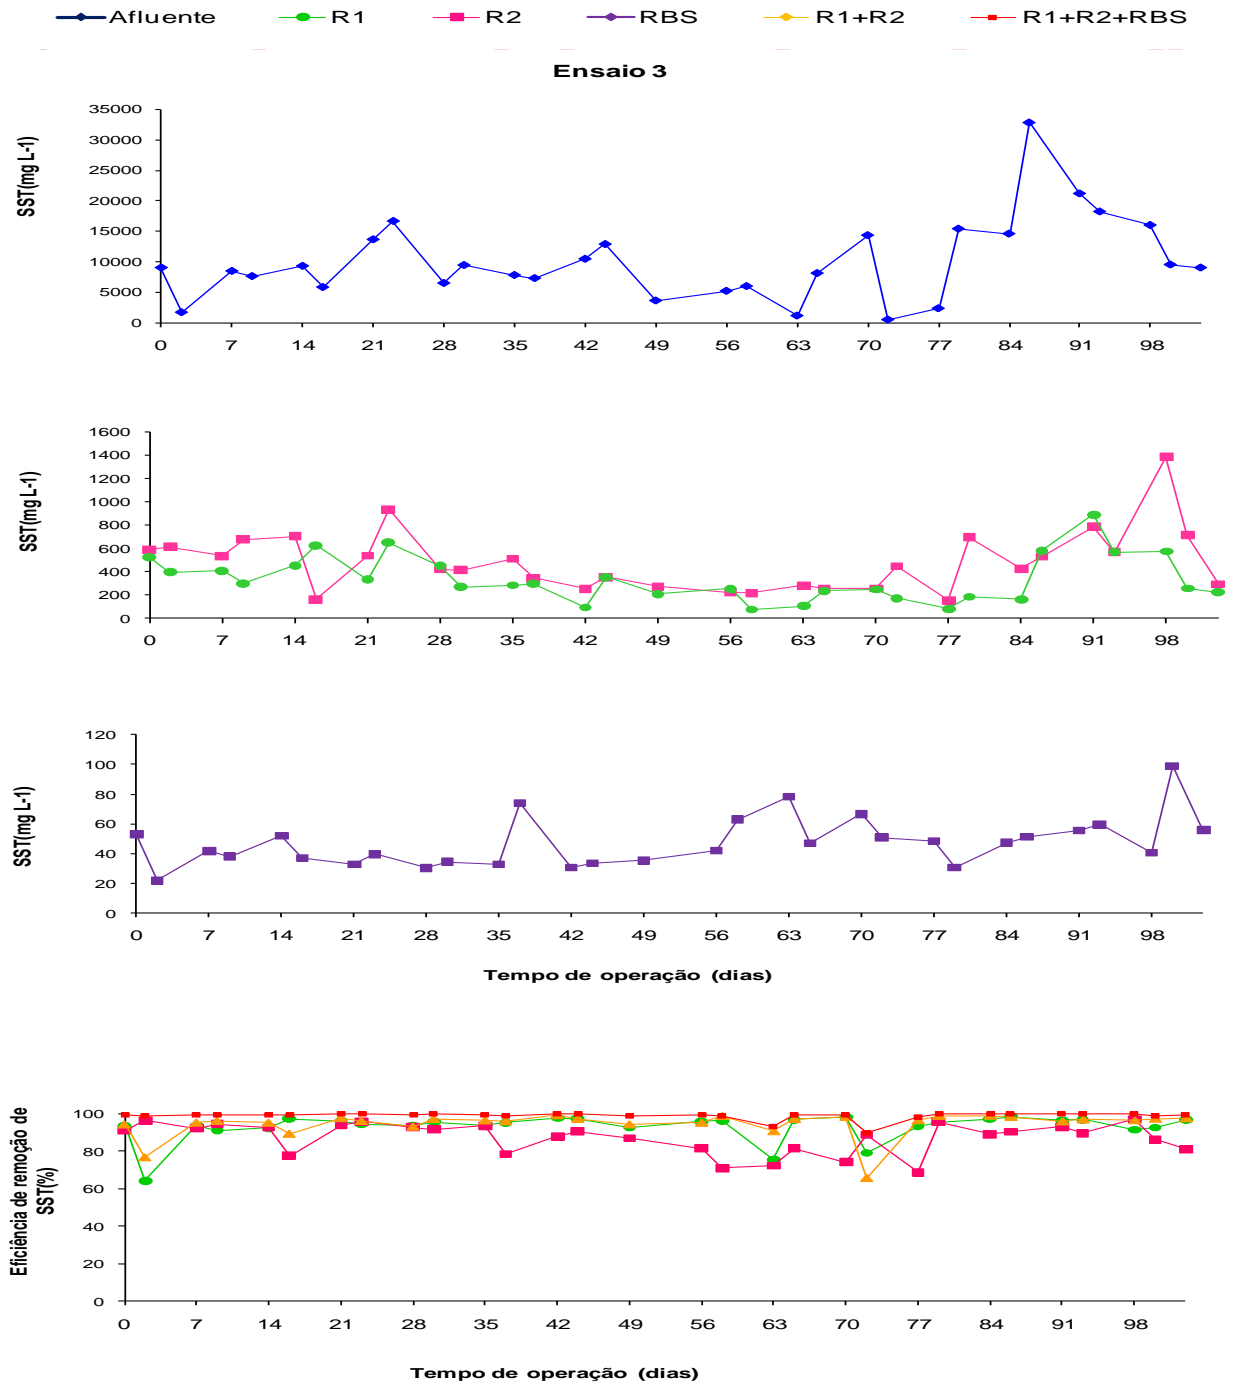 Afluente R1 R2 RBS R1+R2 R1+R2+RBS
Ensaio 3
SST(mg L-1)
35000
30000
25000
20000
15000
10000
5000
0
0 7 14 21 28 35 42 49 56 63 70 77 84 91 98
SST(mg L-1)
1600
1400
1200
1000
800
600
400
200
0
0 7 14 21 28 35 42 49 56 63 70 77 84 91 98
SST(mg L-1)
120
100
80
60
40
20
0
0 7 14 21 28 35 42 49 56 63 70 77 84 91 98
Tempo de operação (dias)
Eficiência de remoção de
SST(%)
100
80
60
40
20
0
0 7 14 21 28 35 42 49 56 63 70 77 84 91 98
Tempo de operação (dias)